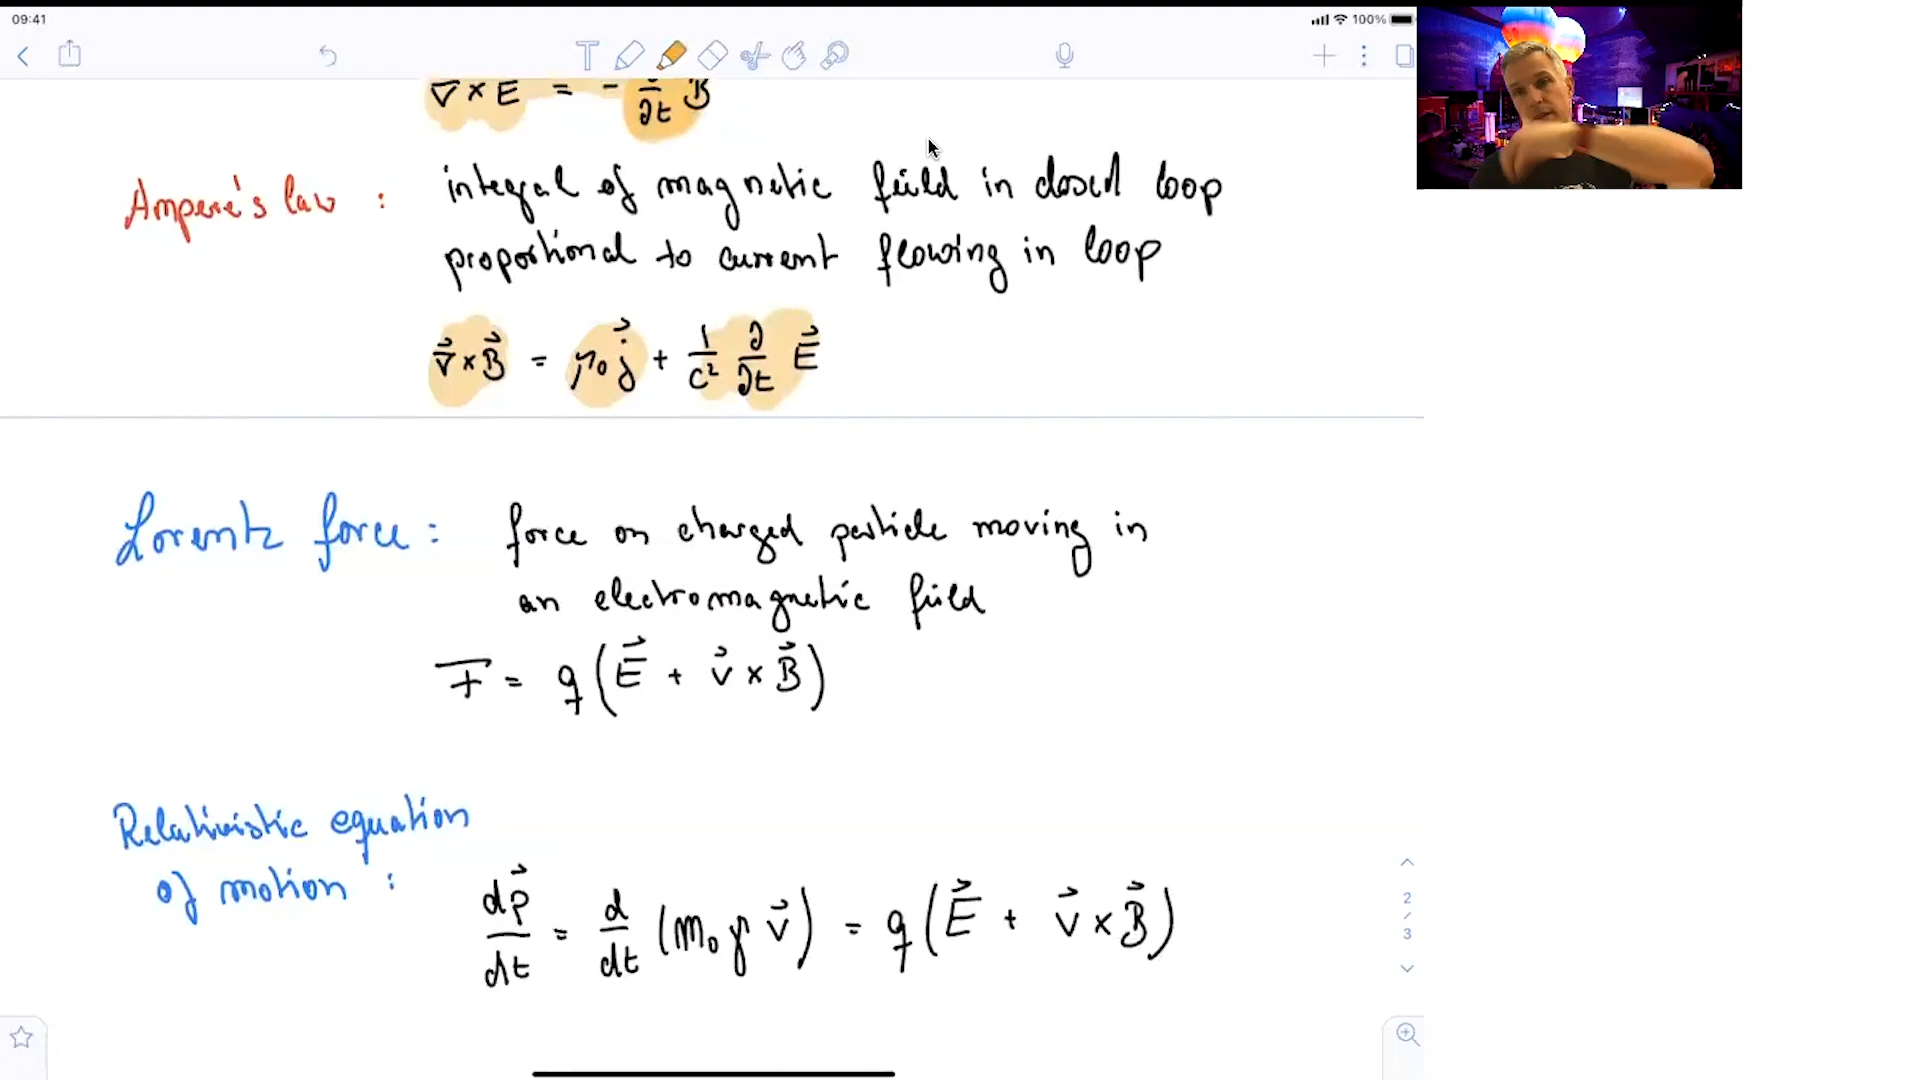 09:41
100%
∇ × E = - ∂/∂t B
Ampere's law :
integral of magnetic field in closed loop
proportional to current flowing in loop
∇⃗ × B⃗ = μ₀ j⃗ + 1/c² ∂/∂t E⃗
Lorentz force :
force on charged particle moving in
an electromagnetic field
F = q (E⃗ + v⃗ × B⃗)
Relativistic equation
of motion :
dp⃗/dt = d/dt (m₀ γ v⃗) = q (E⃗ + v⃗ × B⃗)
2
/
3